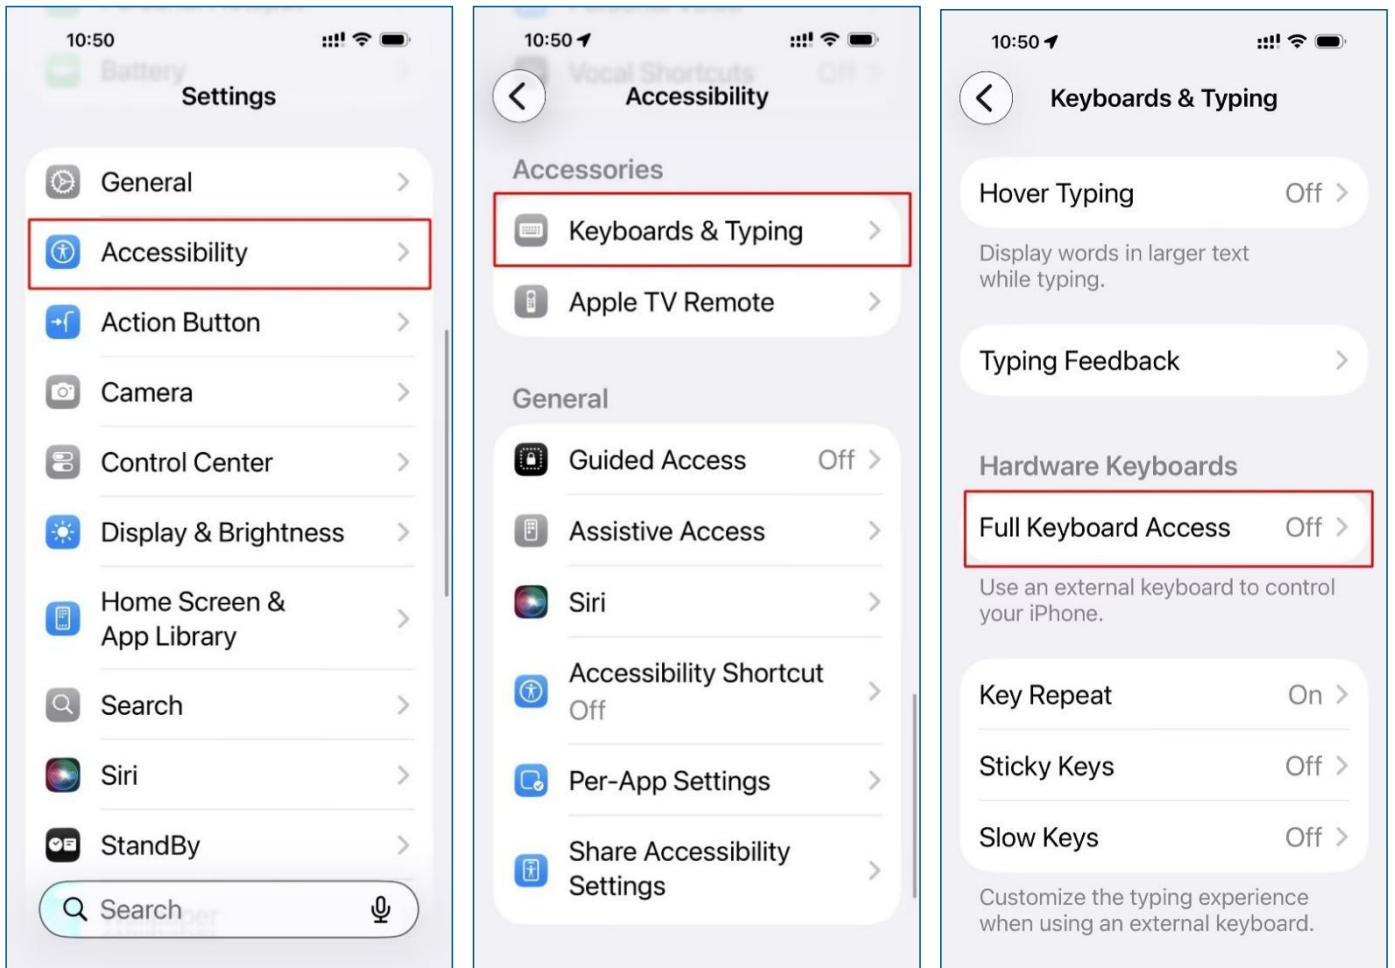 10:50
Battery
Settings
General
Accessibility
Action Button
Camera
Control Center
Display & Brightness
Home Screen &
App Library
Search
Siri
StandBy
Search
10:50
Vocal Shortcuts Off
Accessibility
Accessories
Keyboards & Typing
Apple TV Remote
General
Guided Access Off
Assistive Access
Siri
Accessibility Shortcut
Off
Per-App Settings
Share Accessibility
Settings
10:50
Keyboards & Typing
Hover Typing Off
Display words in larger text
while typing.
Typing Feedback
Hardware Keyboards
Full Keyboard Access Off
Use an external keyboard to control
your iPhone.
Key Repeat On
Sticky Keys Off
Slow Keys Off
Customize the typing experience
when using an external keyboard.